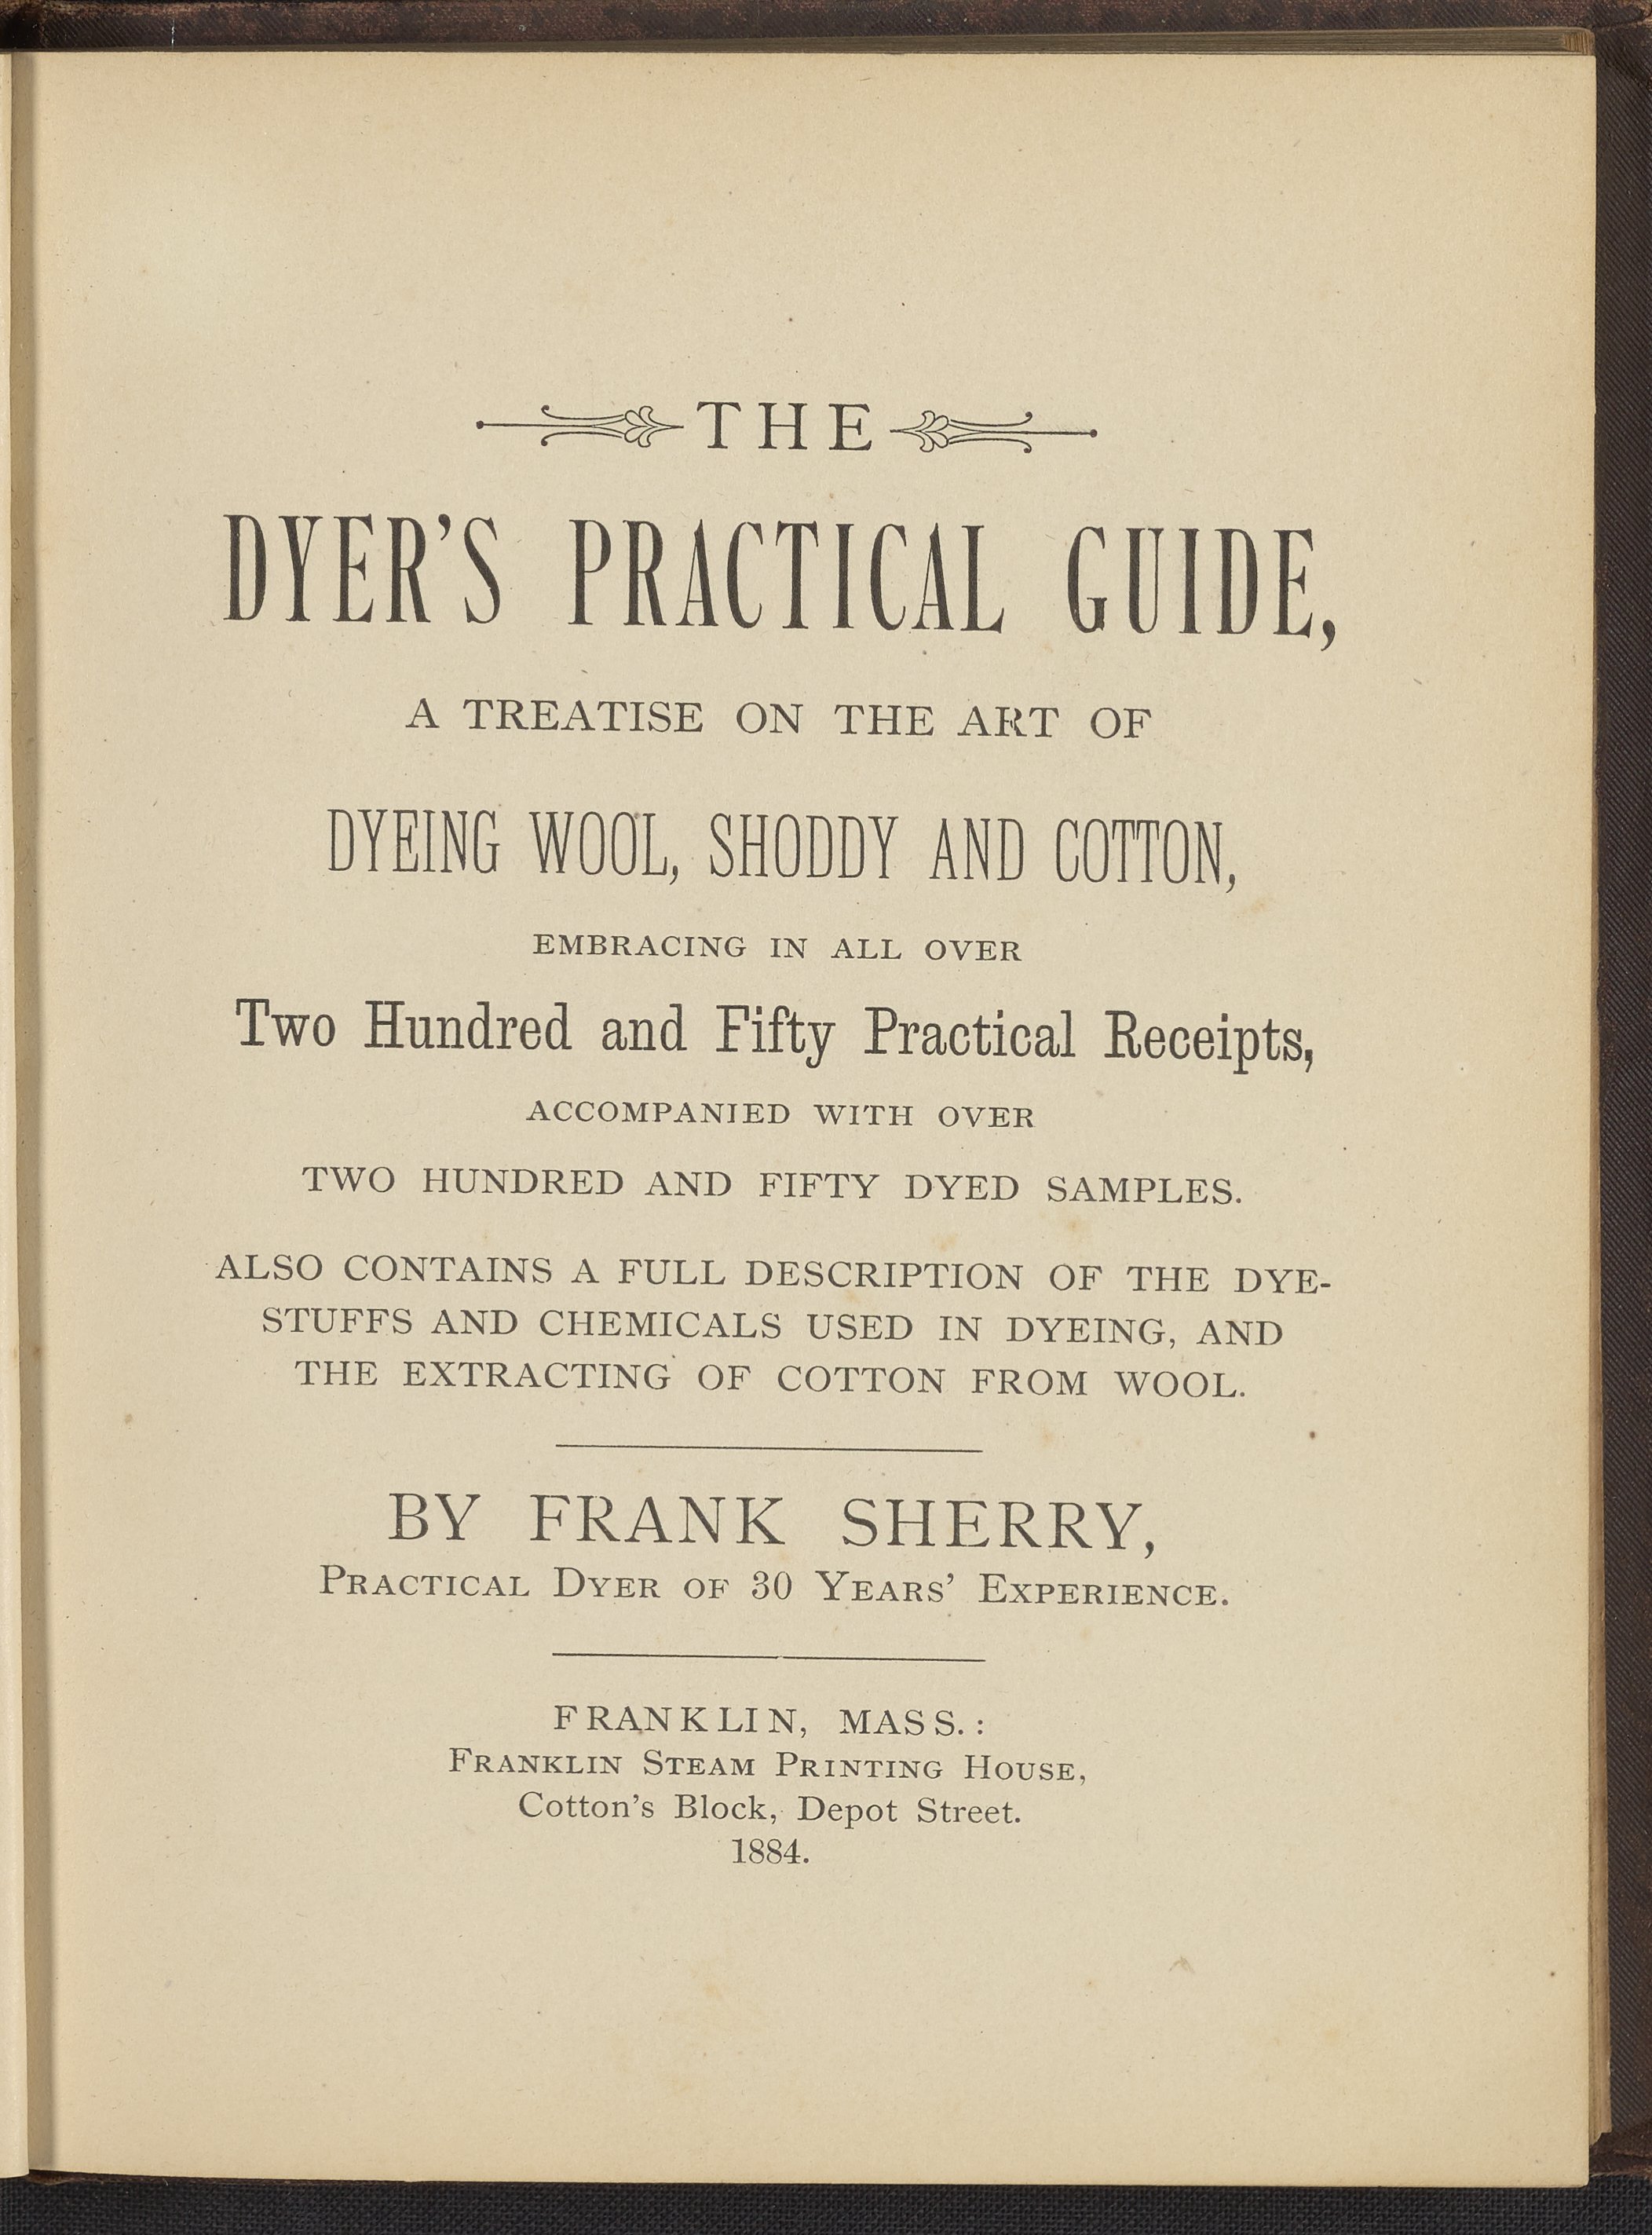 THE
DYER'S PRACTICAL GUIDE,
A TREATISE ON THE ART OF
DYEING WOOL, SHODDY AND COTTON,
EMBRACING IN ALL OVER
Two Hundred and Fifty Practical Receipts,
ACCOMPANIED WITH OVER
TWO HUNDRED AND FIFTY DYED SAMPLES.
ALSO CONTAINS A FULL DESCRIPTION OF THE DYE-
STUFFS AND CHEMICALS USED IN DYEING, AND
THE EXTRACTING OF COTTON FROM WOOL.
BY FRANK SHERRY,
PRACTICAL DYER OF 30 YEARS' EXPERIENCE.
FRANKLIN, MASS.:
FRANKLIN STEAM PRINTING HOUSE,
Cotton's Block, Depot Street.
1884.